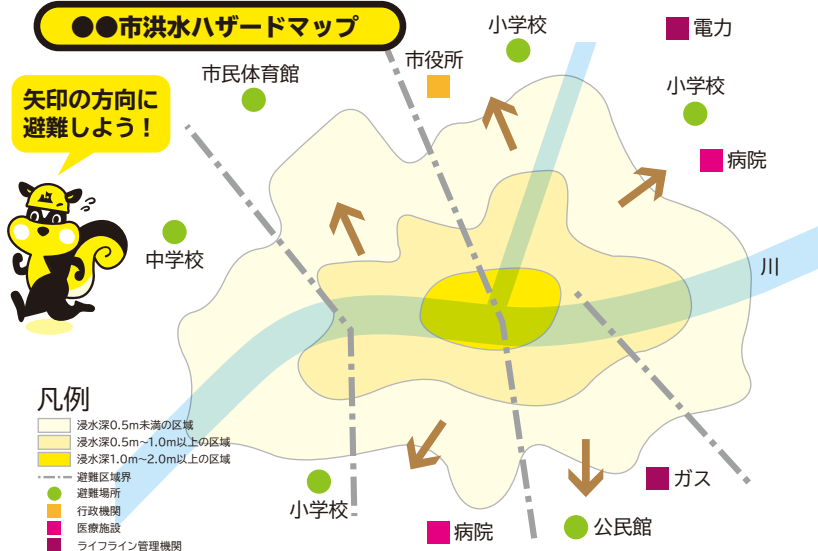 ●●市洪水ハザードマップ
小学校
電力
市役所
市民体育館
小学校
矢印の方向に
避難しよう！
病院
中学校
川
凡例
浸水深0.5m未満の区域
浸水深0.5m~1.0m以上の区域
浸水深1.0m~2.0m以上の区域
避難区域界
避難場所
行政機関
医療施設
ライフライン管理機関
小学校
ガス
病院
公民館